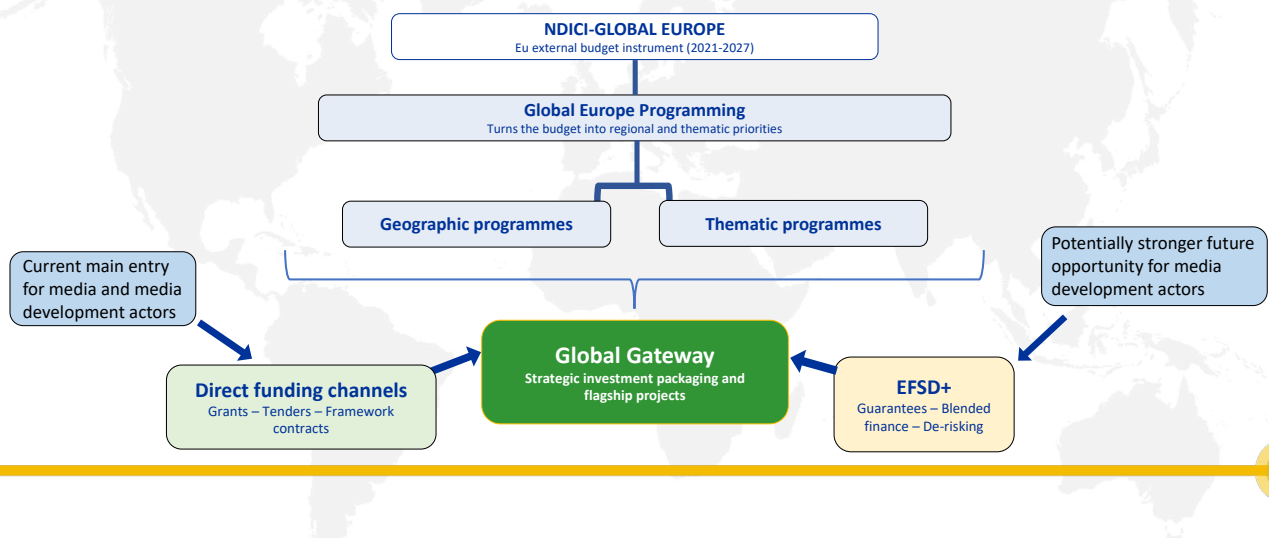 NDICI-GLOBAL EUROPE
Eu external budget instrument (2021-2027)
Global Europe Programming
Turns the budget into regional and thematic priorities
Geographic programmes
Thematic programmes
Current main entry
for media and media
development actors
Potentially stronger future
opportunity for media
development actors
Direct funding channels
Grants – Tenders – Framework
contracts
Global Gateway
Strategic investment packaging and
flagship projects
EFSD+
Guarantees – Blended
finance – De-risking